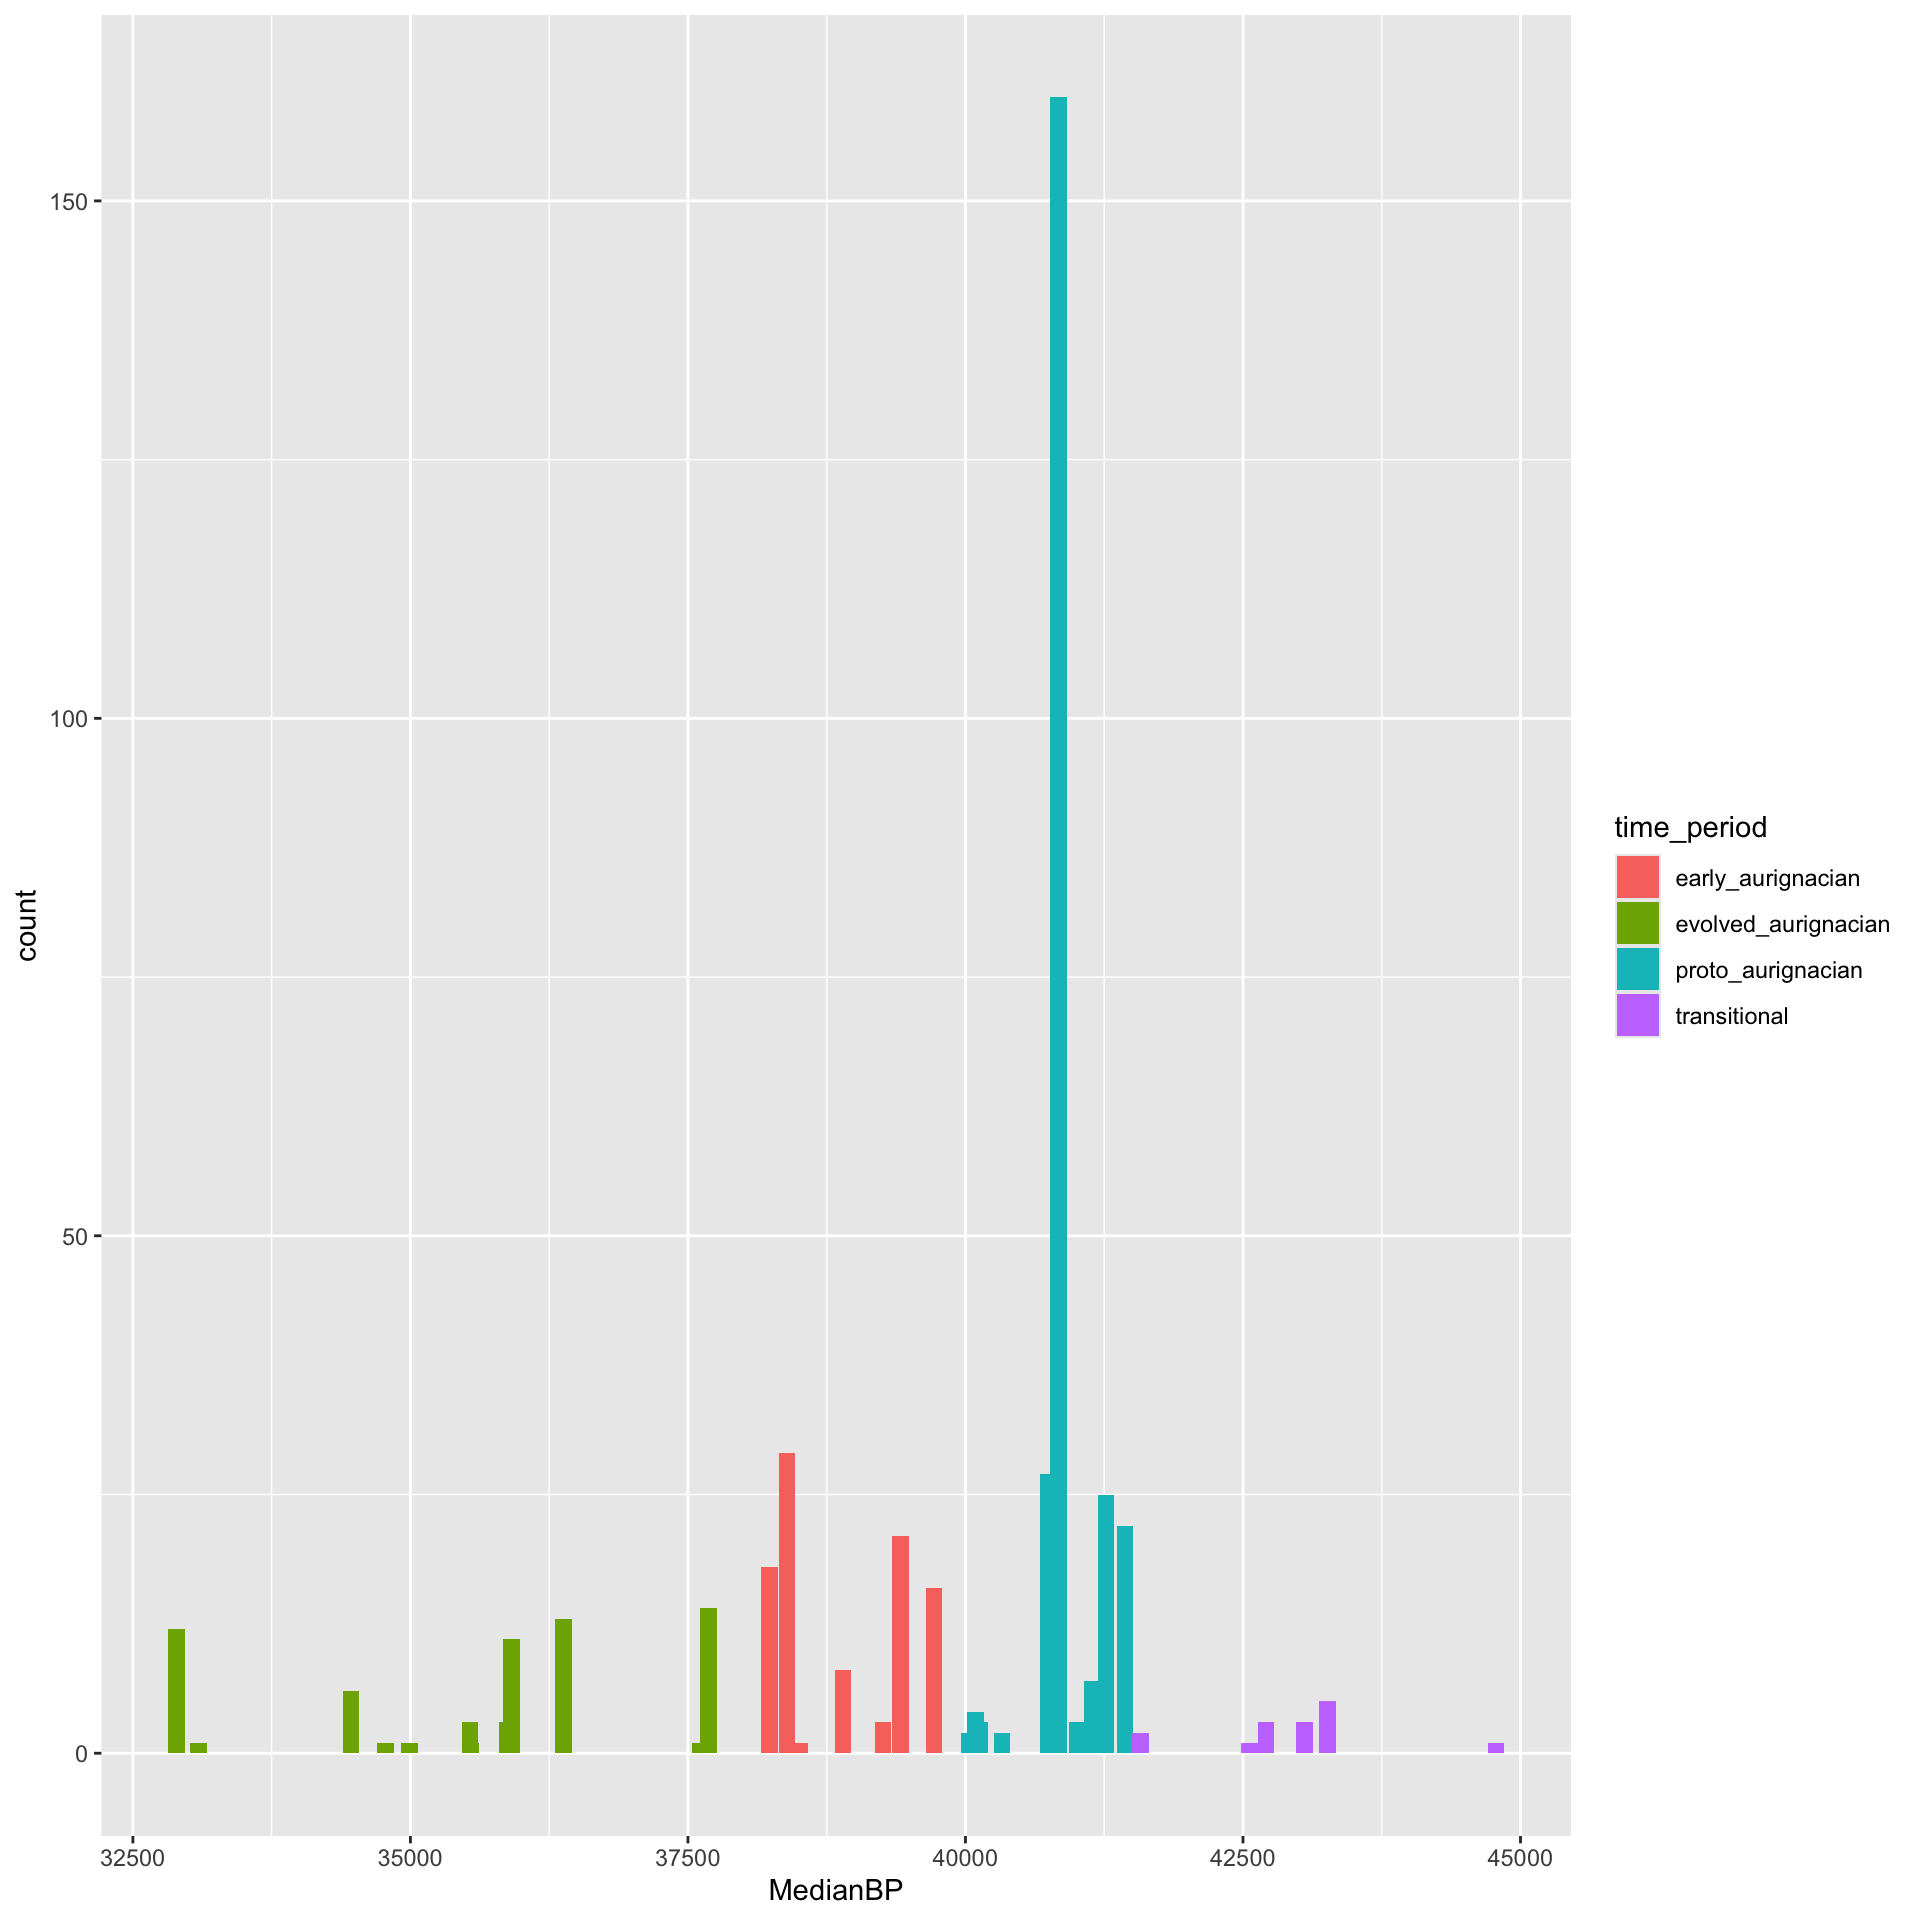 150
100
50
0
count
32500 35000 37500 40000 42500 45000
MedianBP
time_period
early_aurignacian
evolved_aurignacian
proto_aurignacian
transitional